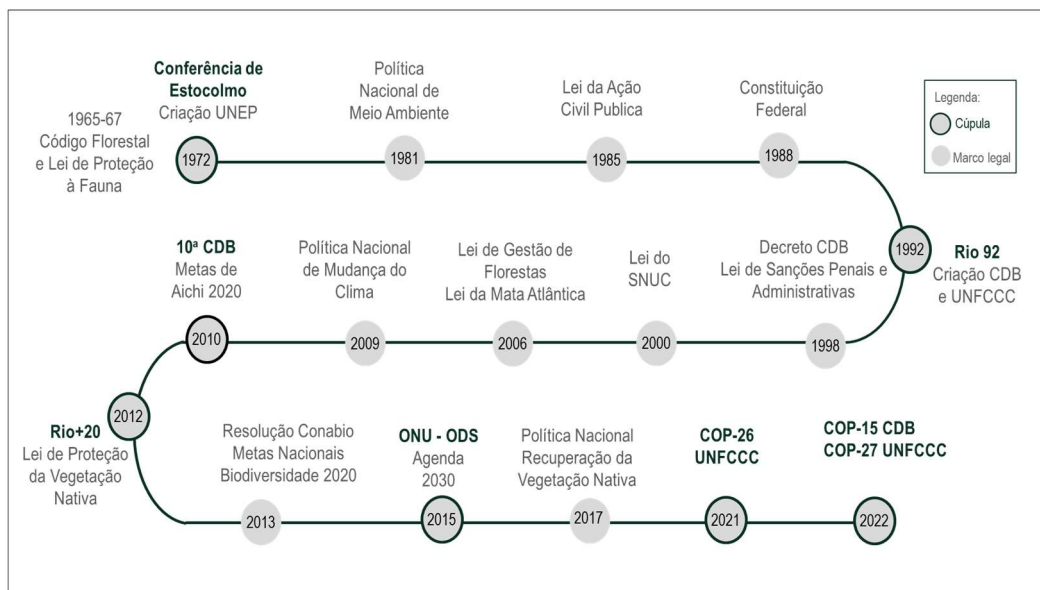 1965-67
Código Florestal
e Lei de Proteção
à Fauna
Conferência de
Estocolmo
Criação UNEP
1972
Política
Nacional de
Meio Ambiente
1981
Lei da Ação
Civil Publica
1985
Constituição
Federal
1988
Legenda:
Cúpula
Marco legal
1992
Rio 92
Criação CDB
e UNFCCC
Decreto CDB
Lei de Sanções Penais e
Administrativas
1998
Lei do
SNUC
2000
Lei de Gestão de
Florestas
Lei da Mata Atlântica
2006
Política Nacional
de Mudança do
Clima
2009
10ª CDB
Metas de
Aichi 2020
2010
2012
Rio+20
Lei de Proteção
da Vegetação
Nativa
Resolução Conabio
Metas Nacionais
Biodiversidade 2020
2013
ONU - ODS
Agenda
2030
2015
Política Nacional
Recuperação da
Vegetação Nativa
2017
COP-26
UNFCCC
2021
COP-15 CDB
COP-27 UNFCCC
2022